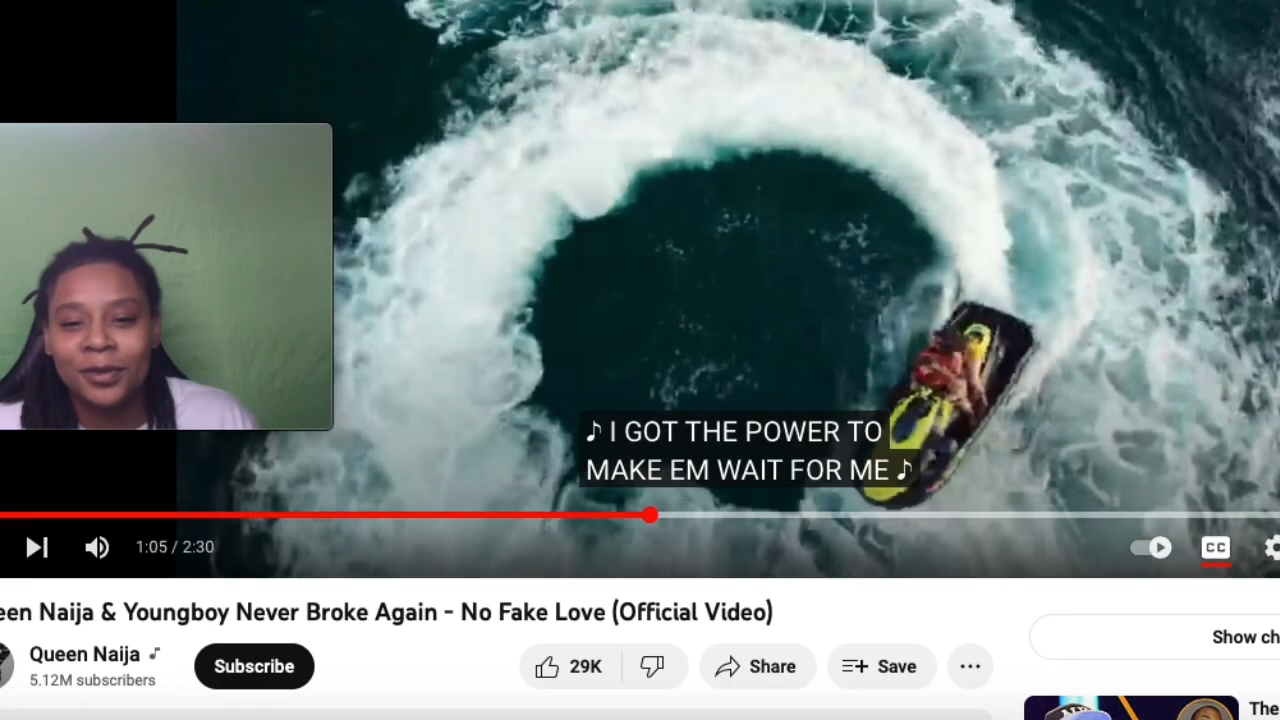 ♪ I GOT THE POWER TO
MAKE EM WAIT FOR ME ♪
1:05 / 2:30
CC
een Naija & Youngboy Never Broke Again - No Fake Love (Official Video)
Queen Naija
5.12M subscribers
Subscribe
29K
Share
Save
Show ch
The